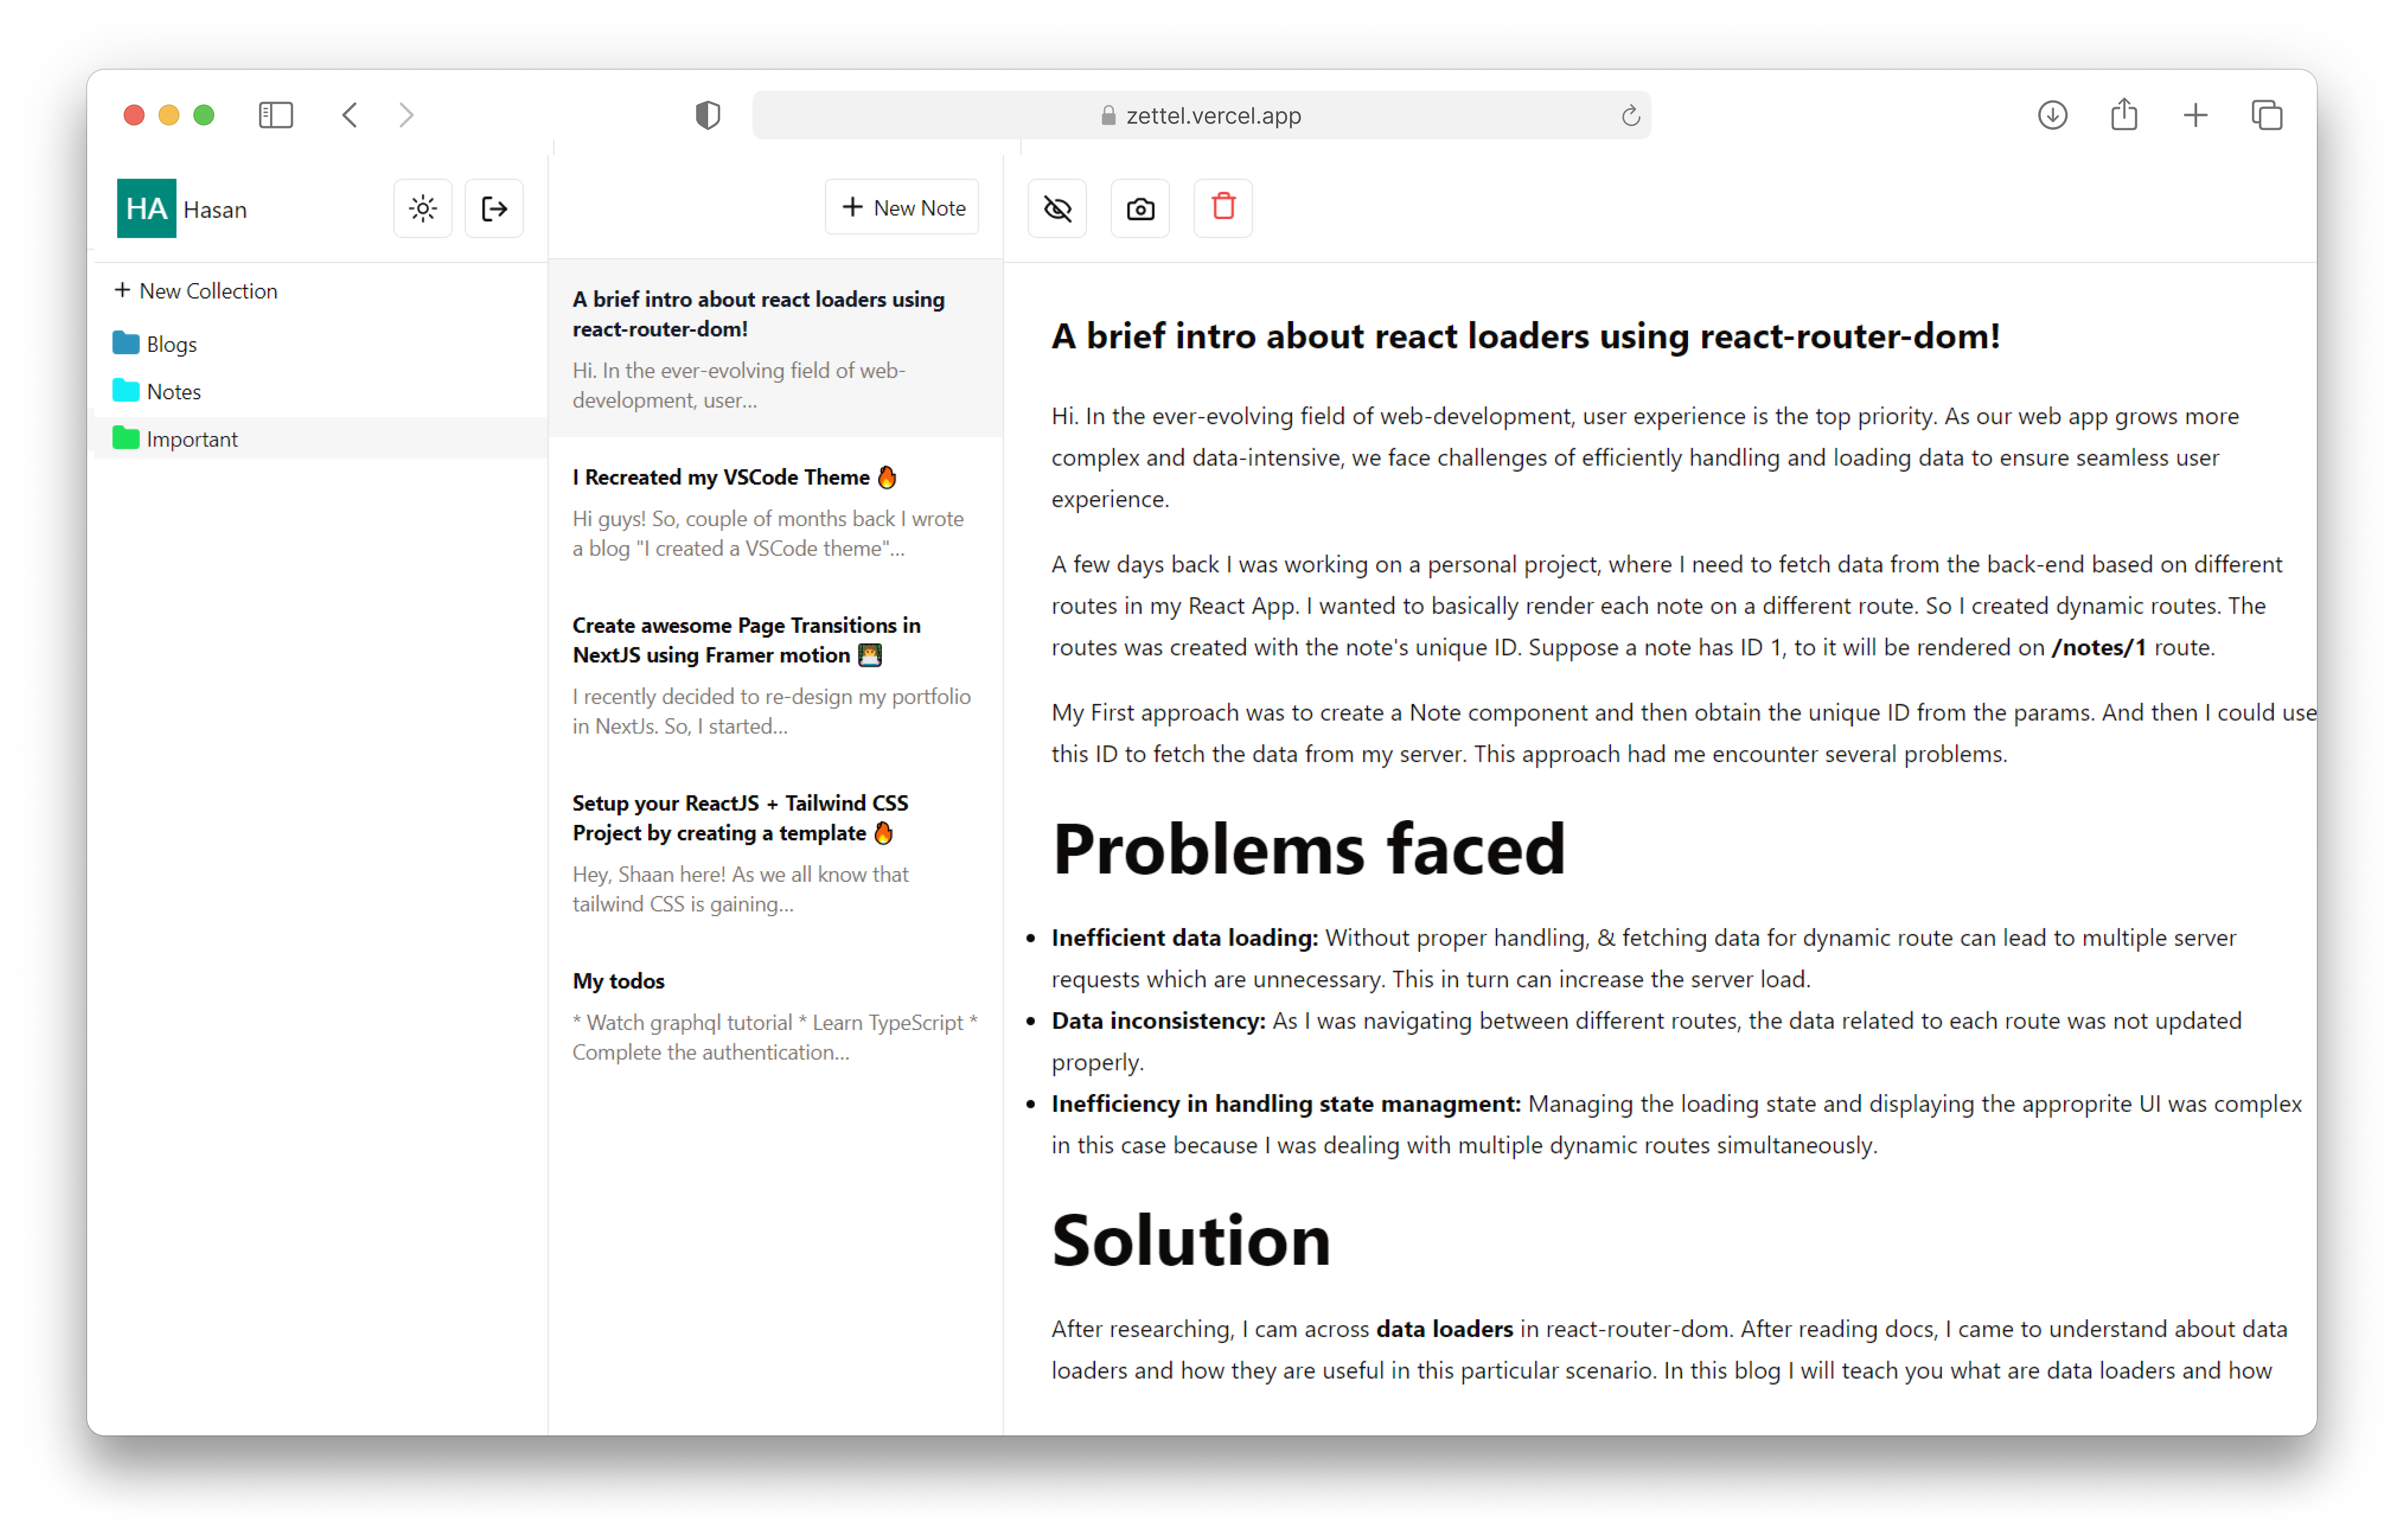 zettel.vercel.app
HA Hasan
+ New Collection
Blogs
Notes
Important
+ New Note
A brief intro about react loaders using
react-router-dom!
Hi. In the ever-evolving field of web-
development, user...
I Recreated my VSCode Theme 🔥
Hi guys! So, couple of months back I wrote
a blog "I created a VSCode theme"...
Create awesome Page Transitions in
NextJS using Framer motion 👨‍💻
I recently decided to re-design my portfolio
in NextJs. So, I started...
Setup your ReactJS + Tailwind CSS
Project by creating a template 🔥
Hey, Shaan here! As we all know that
tailwind CSS is gaining...
My todos
* Watch graphql tutorial * Learn TypeScript *
Complete the authentication...
A brief intro about react loaders using react-router-dom!
Hi. In the ever-evolving field of web-development, user experience is the top priority. As our web app grows more
complex and data-intensive, we face challenges of efficiently handling and loading data to ensure seamless user
experience.
A few days back I was working on a personal project, where I need to fetch data from the back-end based on different
routes in my React App. I wanted to basically render each note on a different route. So I created dynamic routes. The
routes was created with the note's unique ID. Suppose a note has ID 1, to it will be rendered on /notes/1 route.
My First approach was to create a Note component and then obtain the unique ID from the params. And then I could use
this ID to fetch the data from my server. This approach had me encounter several problems.
Problems faced
• Inefficient data loading: Without proper handling, & fetching data for dynamic route can lead to multiple server
requests which are unnecessary. This in turn can increase the server load.
• Data inconsistency: As I was navigating between different routes, the data related to each route was not updated
properly.
• Inefficiency in handling state managment: Managing the loading state and displaying the approprite UI was complex
in this case because I was dealing with multiple dynamic routes simultaneously.
Solution
After researching, I cam across data loaders in react-router-dom. After reading docs, I came to understand about data
loaders and how they are useful in this particular scenario. In this blog I will teach you what are data loaders and how